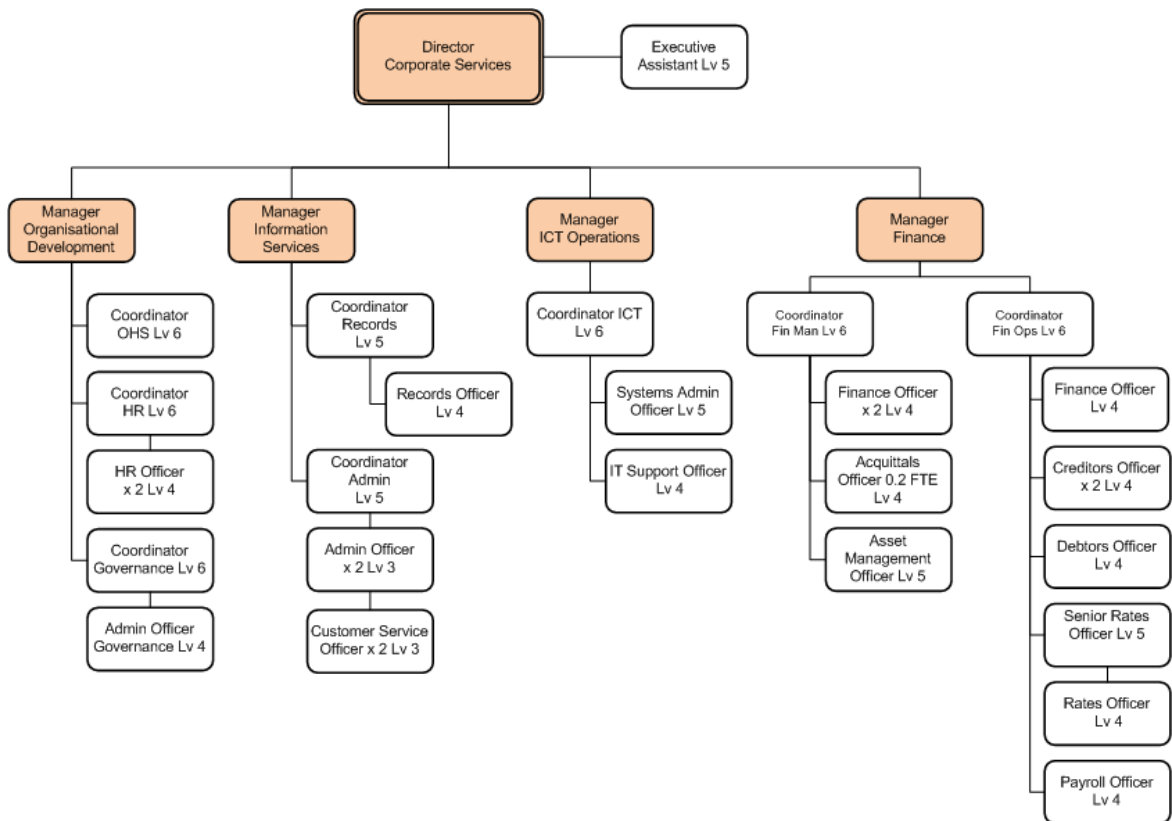 Director
Corporate Services
Executive
Assistant Lv 5
Manager
Organisational
Development
Manager
Information
Services
Manager
ICT Operations
Manager
Finance
Coordinator
OHS Lv 6
Coordinator
HR Lv 6
HR Officer
x 2 Lv 4
Coordinator
Governance Lv 6
Admin Officer
Governance Lv 4
Coordinator
Records
Lv 5
Records Officer
Lv 4
Coordinator
Admin
Lv 5
Admin Officer
x 2 Lv 3
Customer Service
Officer x 2 Lv 3
Coordinator ICT
Lv 6
Systems Admin
Officer Lv 5
IT Support Officer
Lv 4
Coordinator
Fin Man Lv 6
Finance Officer
x 2 Lv 4
Acquittals
Officer 0.2 FTE
Lv 4
Asset
Management
Officer Lv 5
Coordinator
Fin Ops Lv 6
Finance Officer
Lv 4
Creditors Officer
x 2 Lv 4
Debtors Officer
Lv 4
Senior Rates
Officer Lv 5
Rates Officer
Lv 4
Payroll Officer
Lv 4